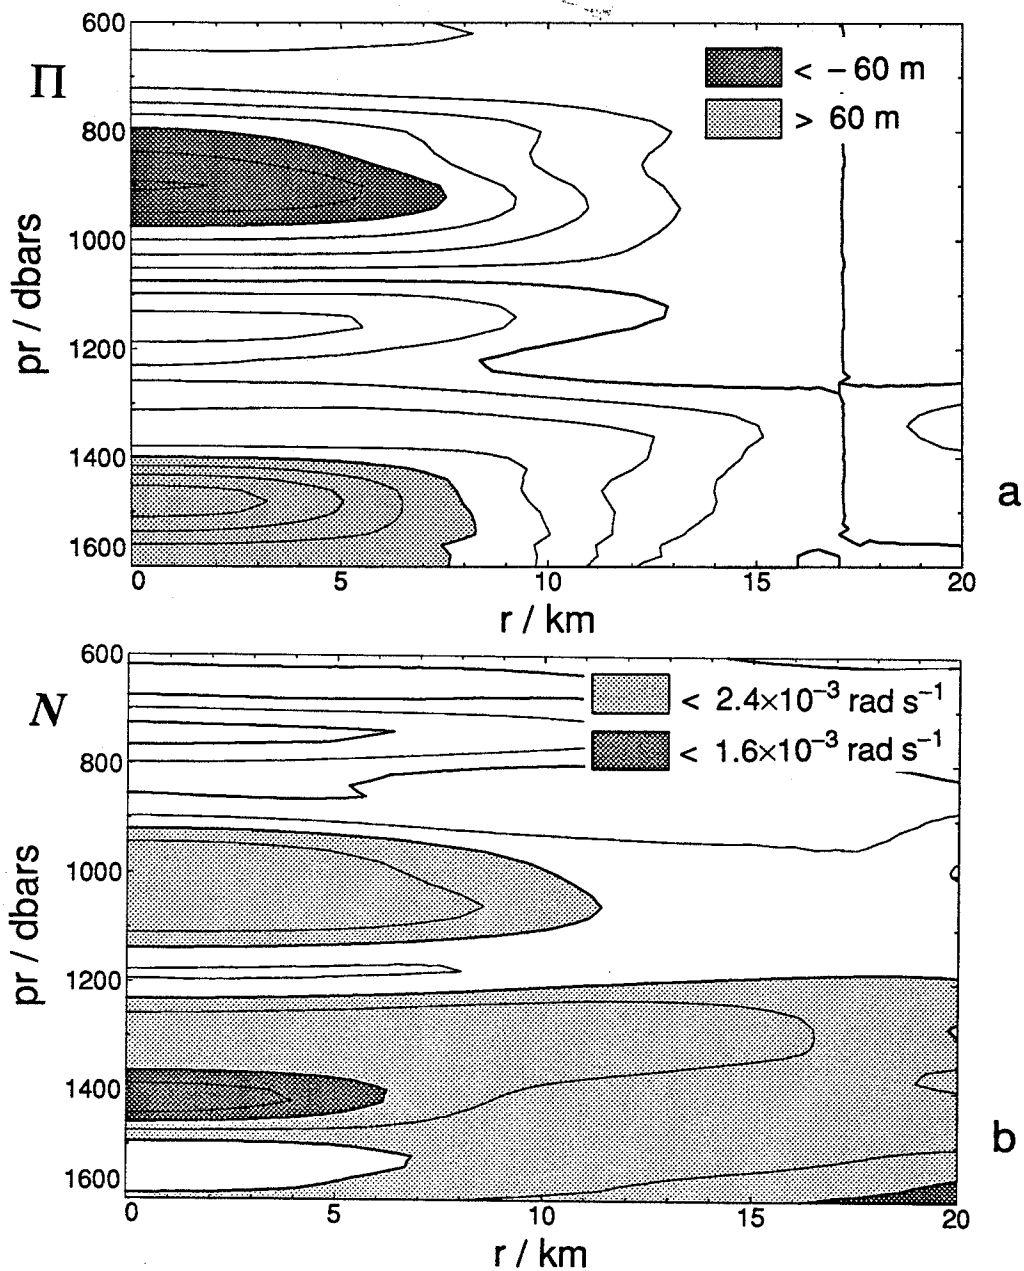 600
Π
< − 60 m
> 60 m
800
1000
1200
1400
1600
pr / dbars
a
0 5 10 15 20
r / km
600
N
< 2.4×10⁻³ rad s⁻¹
< 1.6×10⁻³ rad s⁻¹
800
1000
1200
1400
1600
pr / dbars
b
0 5 10 15 20
r / km